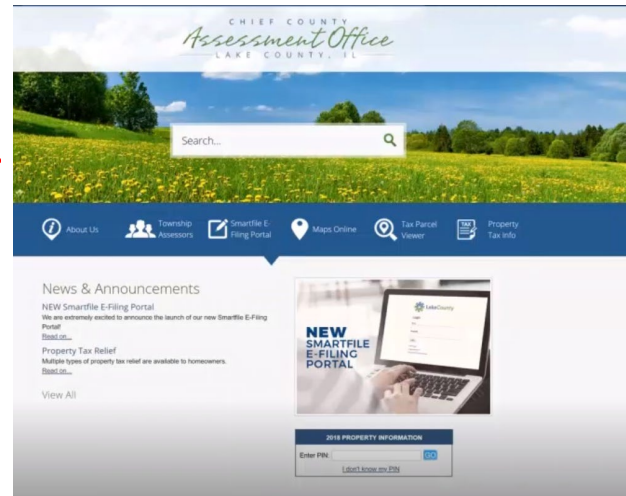 CHIEF COUNTY
Assessment Office
LAKE COUNTY, IL
Search...
About Us
Township
Assessors
Smartfile E-
Filing Portal
Maps Online
Tax Parcel
Viewer
TAX
Property
Tax Info
News & Announcements
NEW Smartfile E-Filing Portal
We are extremely excited to announce the launch of our new Smartfile E-Filing
Portal!
Read on...
Property Tax Relief
Multiple types of property tax relief are available to homeowners.
Read on...
View All
LakeCounty
NEW
SMARTFILE
E-FILING
PORTAL
2018 PROPERTY INFORMATION
Enter PIN:
GO
I don't know my PIN